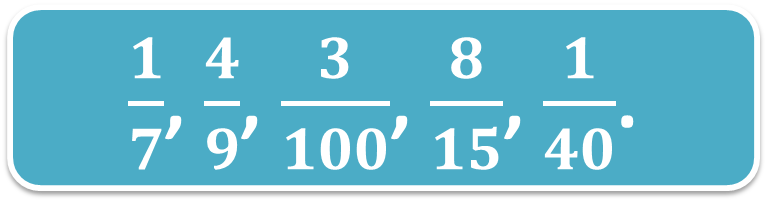 1/7, 4/9, 3/100, 8/15, 1/40.